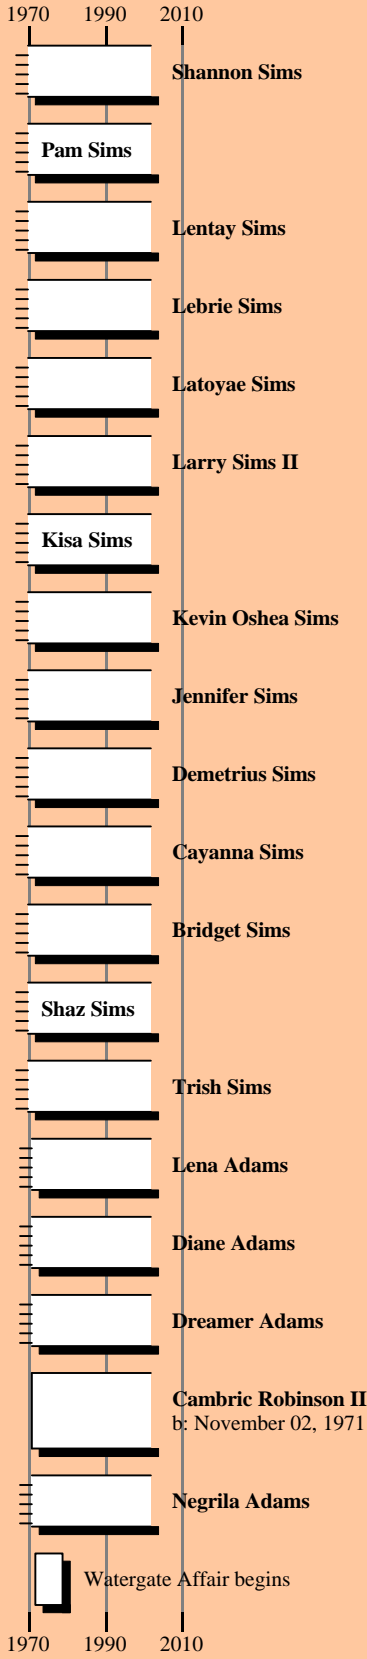 1970 1990 2010
Shannon Sims
Pam Sims
Lentay Sims
Lebrie Sims
Latoyae Sims
Larry Sims II
Kisa Sims
Kevin Oshea Sims
Jennifer Sims
Demetrius Sims
Cayanna Sims
Bridget Sims
Shaz Sims
Trish Sims
Lena Adams
Diane Adams
Dreamer Adams
Cambric Robinson II
b: November 02, 1971
Negrila Adams
Watergate Affair begins
1970 1990 2010